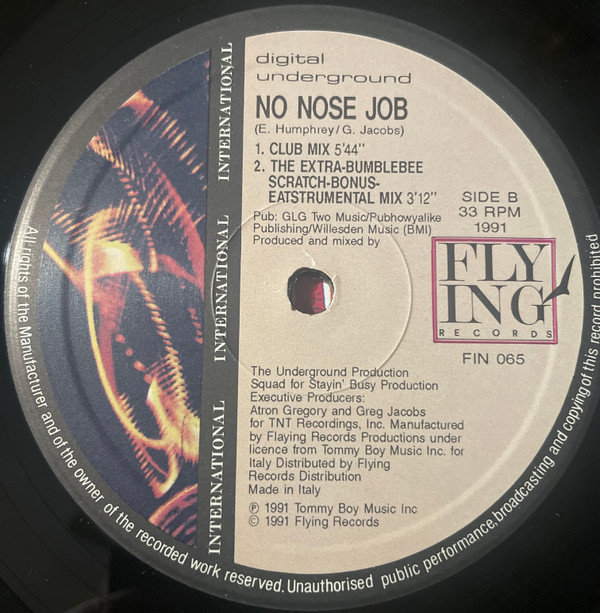 digital
underground
NO NOSE JOB
(E. Humphrey/G. Jacobs)
1. CLUB MIX 5'44''
2. THE EXTRA-BUMBLEBEE
SCRATCH-BONUS-
EATSTRUMENTAL MIX 3'12''
SIDE B
33 RPM
1991
Pub: GLG Two Music/Pubhowyalike
Publishing/Willesden Music (BMI)
Produced and mixed by
FLY
ING
RECORDS
FIN 065
The Underground Production
Squad for Stayin' Busy Production
Executive Producers:
Atron Gregory and Greg Jacobs
for TNT Recordings, Inc. Manufactured
by Flaying Records Productions under
licence from Tommy Boy Music Inc. for
Italy Distributed by Flying
Records Distribution
Made in Italy
℗ 1991 Tommy Boy Music Inc
© 1991 Flying Records
INTERNATIONAL
INTERNATIONAL
INTERNATIONAL
All rights of the Manufacturer and of the owner of the recorded work reserved. Unauthorised public performance, broadcasting and copying of this record prohibited